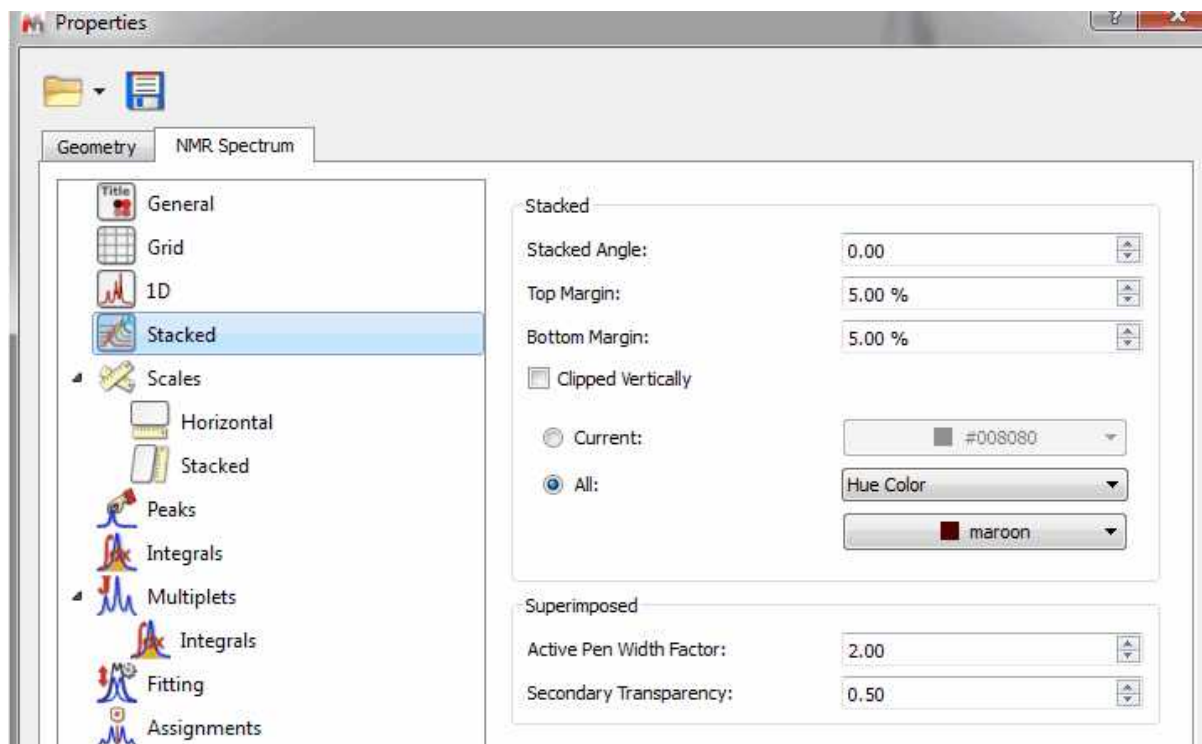 Properties
Geometry
NMR Spectrum
Title
General
Grid
1D
Stacked
Scales
Horizontal
Stacked
Peaks
Integrals
Multiplets
Integrals
Fitting
Assignments
Stacked
Stacked Angle: 0.00
Top Margin: 5.00 %
Bottom Margin: 5.00 %
Clipped Vertically
Current: #008080
All: Hue Color
maroon
Superimposed
Active Pen Width Factor: 2.00
Secondary Transparency: 0.50